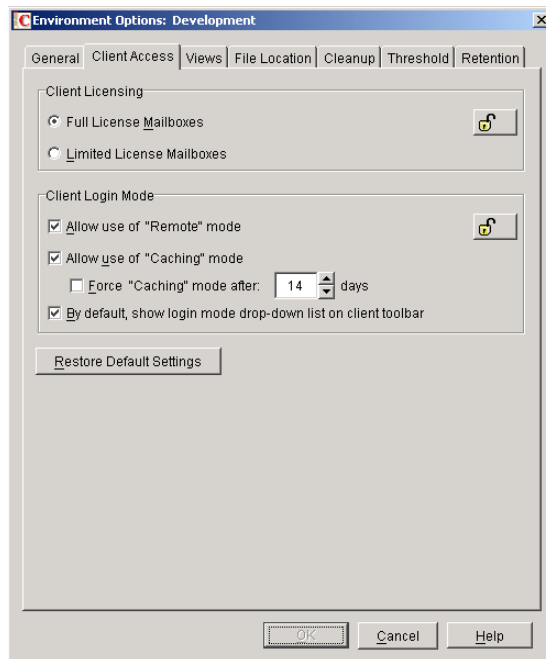 Environment Options: Development
General Client Access Views File Location Cleanup Threshold Retention
Client Licensing
Full License Mailboxes
Limited License Mailboxes
Client Login Mode
Allow use of "Remote" mode
Allow use of "Caching" mode
Force "Caching" mode after: 14 days
By default, show login mode drop-down list on client toolbar
Restore Default Settings
OK Cancel Help